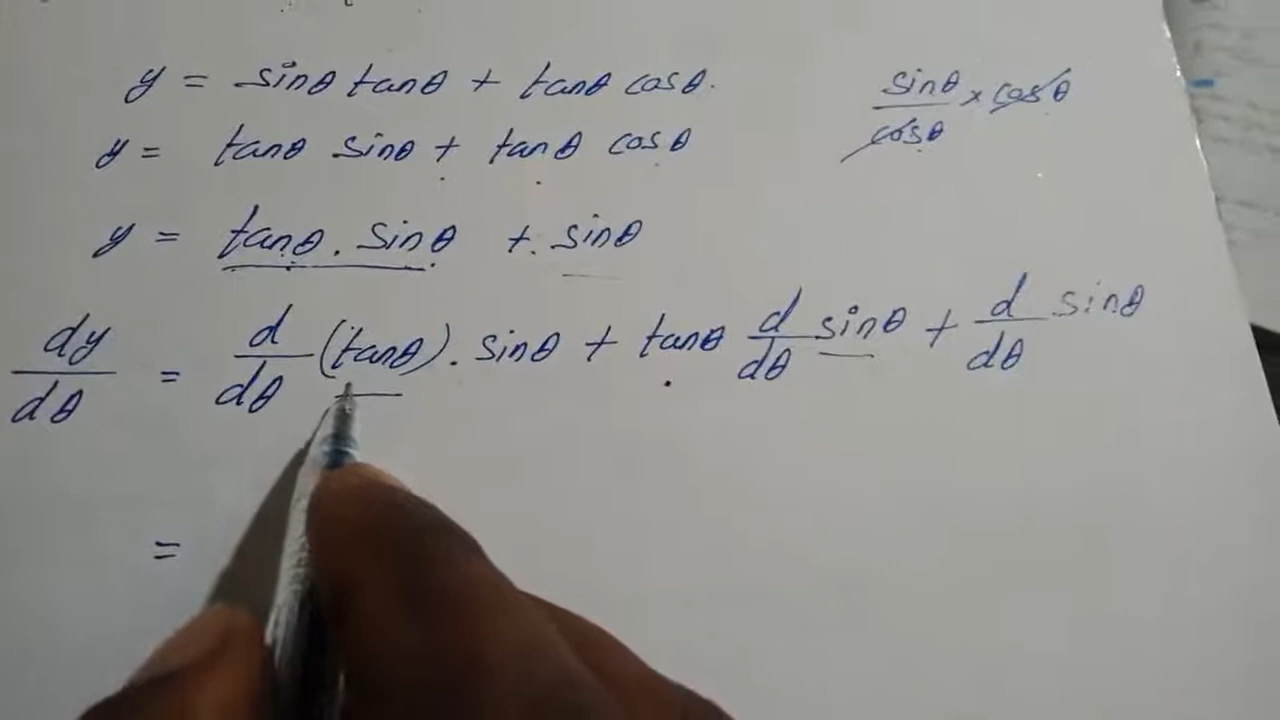 y = sinθ tanθ + tanθ cosθ.
sinθ/cosθ × cosθ
y = tanθ sinθ + tanθ cosθ
y = tanθ . sinθ + sinθ
dy/dθ = d/dθ (tanθ) . sinθ + tanθ d/dθ sinθ + d/dθ sinθ
=